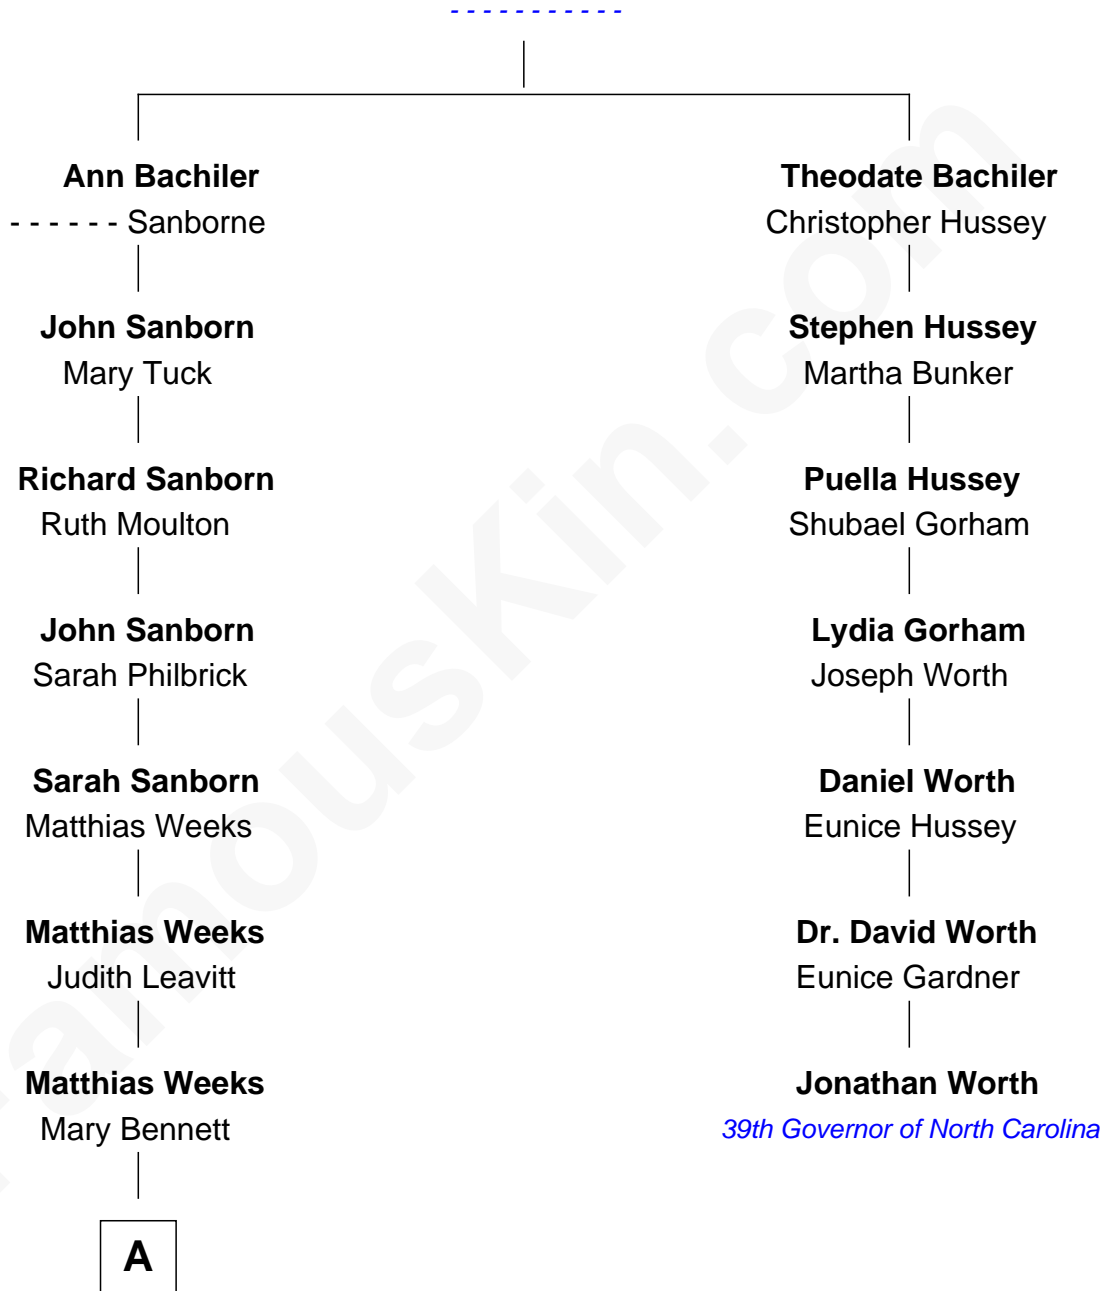 - - - - - - - - - - -
Ann Bachiler
- - - - - - Sanborne
Theodate Bachiler
Christopher Hussey
John Sanborn
Mary Tuck
Stephen Hussey
Martha Bunker
Richard Sanborn
Ruth Moulton
Puella Hussey
Shubael Gorham
John Sanborn
Sarah Philbrick
Lydia Gorham
Joseph Worth
Sarah Sanborn
Matthias Weeks
Daniel Worth
Eunice Hussey
Matthias Weeks
Judith Leavitt
Dr. David Worth
Eunice Gardner
Matthias Weeks
Mary Bennett
Jonathan Worth
39th Governor of North Carolina
A
FamousKin.com